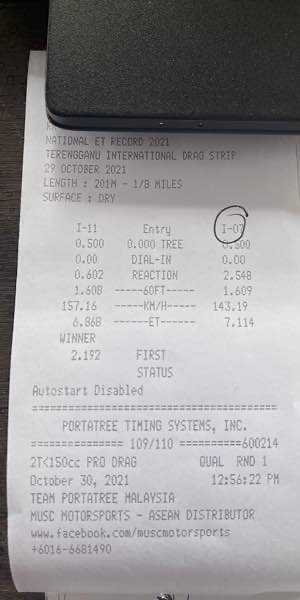 NATIONAL ET RECORD 2021
TERENGGANU INTERNATIONAL DRAG STRIP
29 OCTOBER 2021
LENGTH : 201M - 1/8 MILES
SURFACE : DRY
I-11 Entry I-07
0.500 0.000 TREE 0.500
0.00 DIAL-IN 0.00
0.602 REACTION 2.548
1.608 -----60FT----- 1.609
157.16 -----KM/H----- 143.19
6.868 ------ET----- 7.114
WINNER
2.192 FIRST
STATUS
Autostart Disabled
=====================================
PORTATREE TIMING SYSTEMS, INC.
============== 109/110 ==========600214
2T<150cc PRO DRAG QUAL RND 1
October 30, 2021 12:56:22 PM
TEAM PORTATREE MALAYSIA
MUSC MOTORSPORTS - ASEAN DISTRIBUTOR
www.facebook.com/muscmotorsports
+6016-6681490